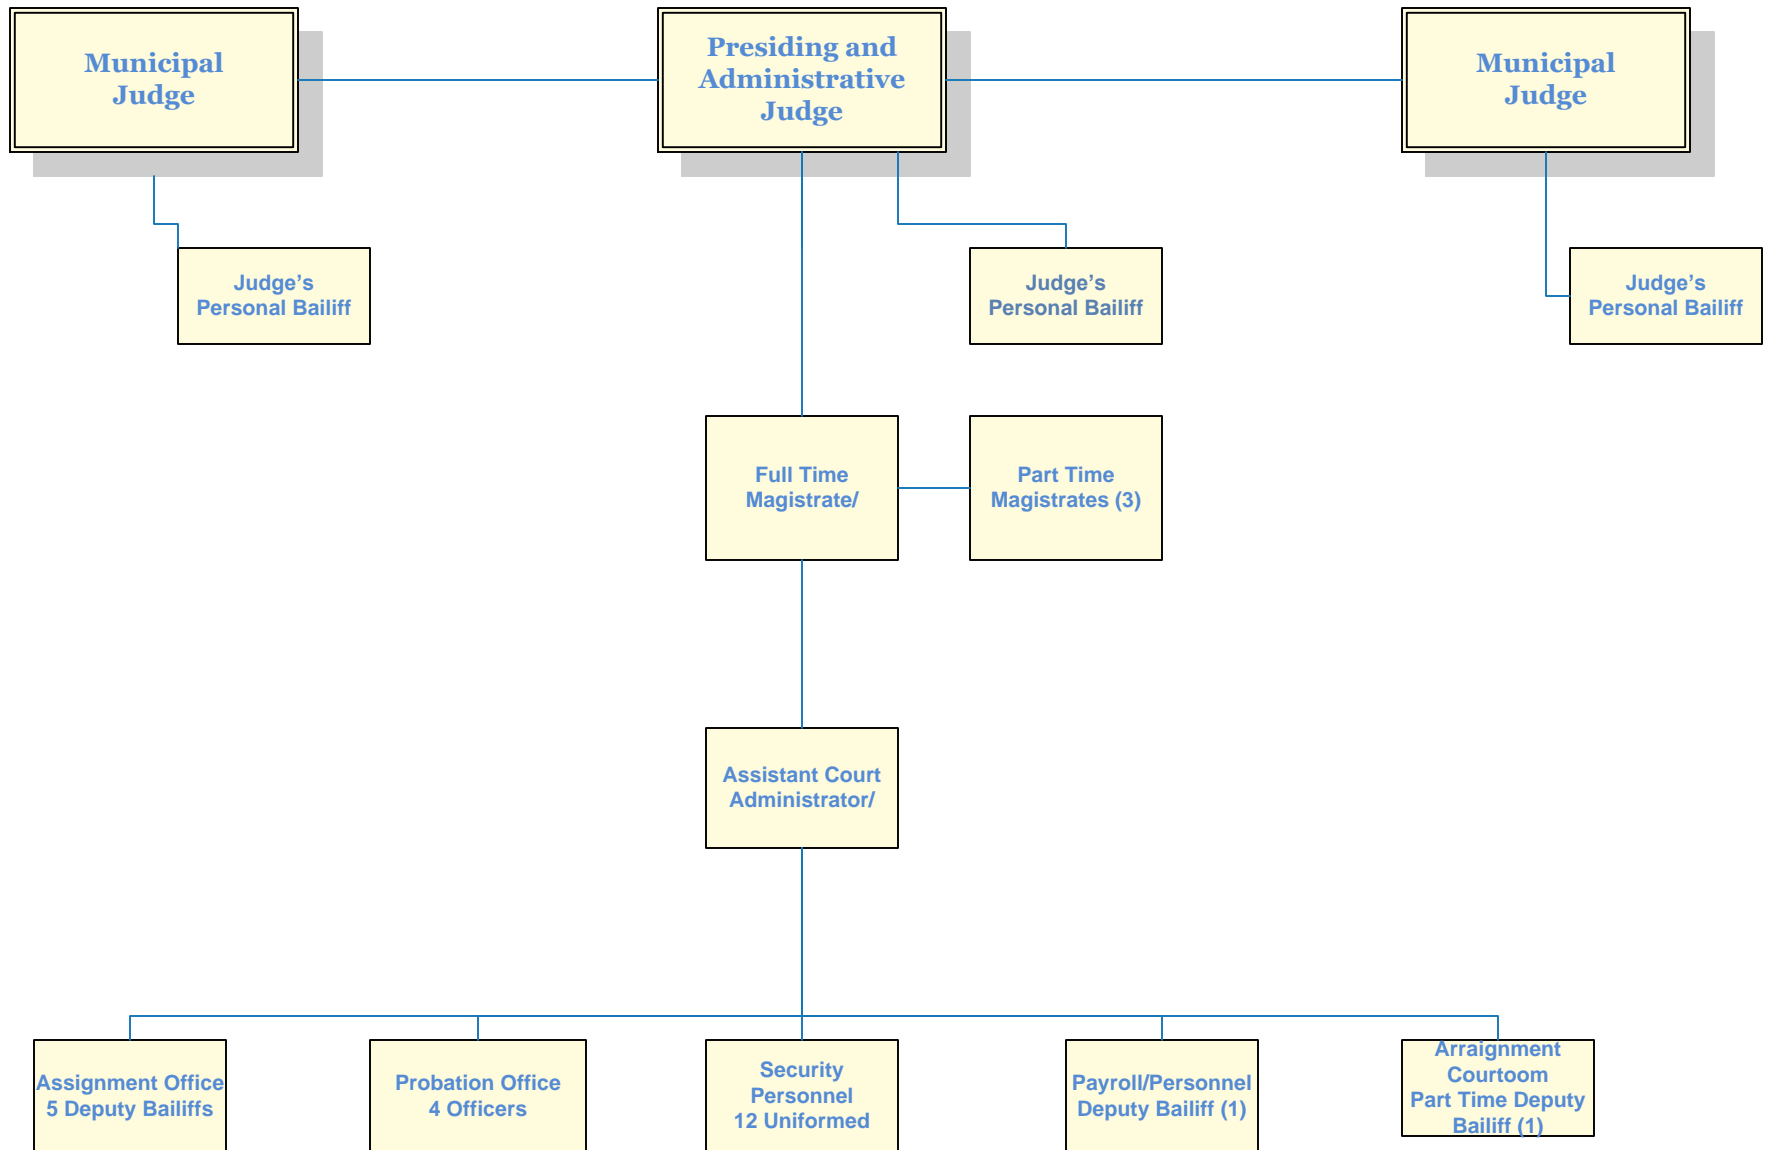 Municipal
Judge
Presiding and
Administrative
Judge
Municipal
Judge
Judge’s
Personal Bailiff
Judge’s
Personal Bailiff
Judge’s
Personal Bailiff
Full Time
Magistrate/
Part Time
Magistrates (3)
Assistant Court
Administrator/
Assignment Office
5 Deputy Bailiffs
Probation Office
4 Officers
Security
Personnel
12 Uniformed
Payroll/Personnel
Deputy Bailiff (1)
Arraignment
Courtoom
Part Time Deputy
Bailiff (1)